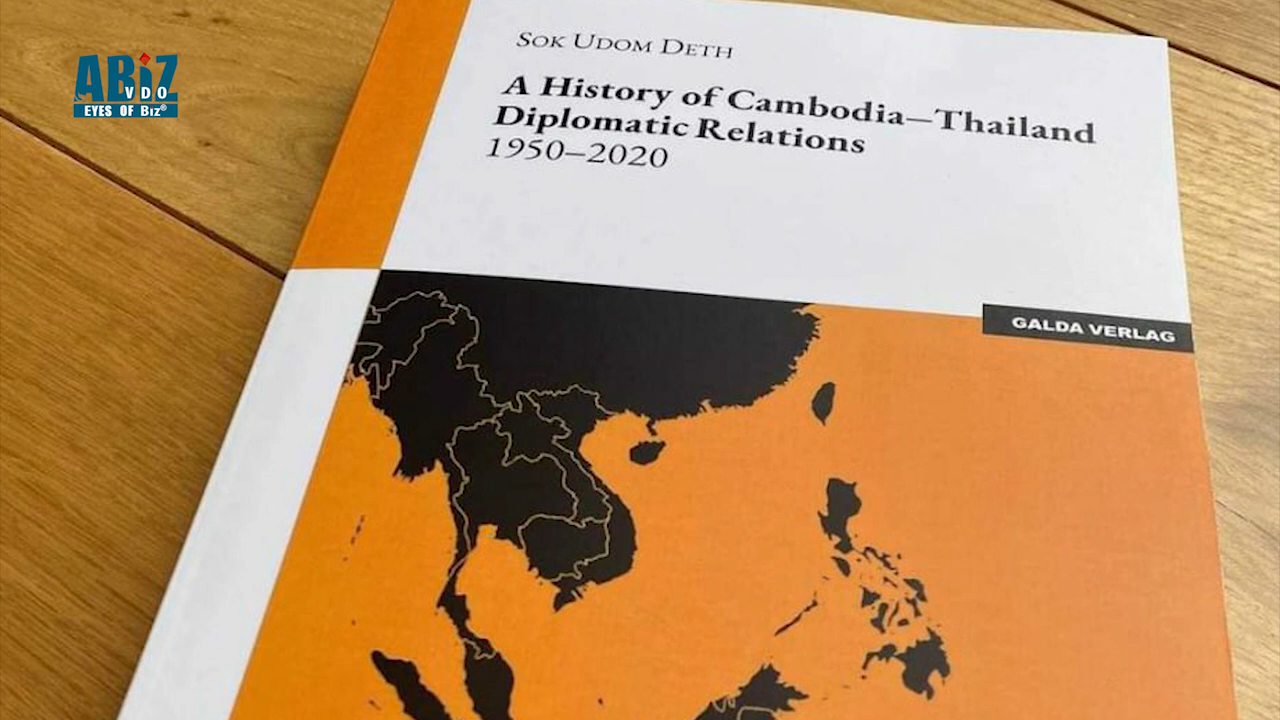 ABiZ
VDO
EYES OF Biz®
SOK UDOM DETH
A History of Cambodia—Thailand
Diplomatic Relations
1950–2020
GALDA VERLAG